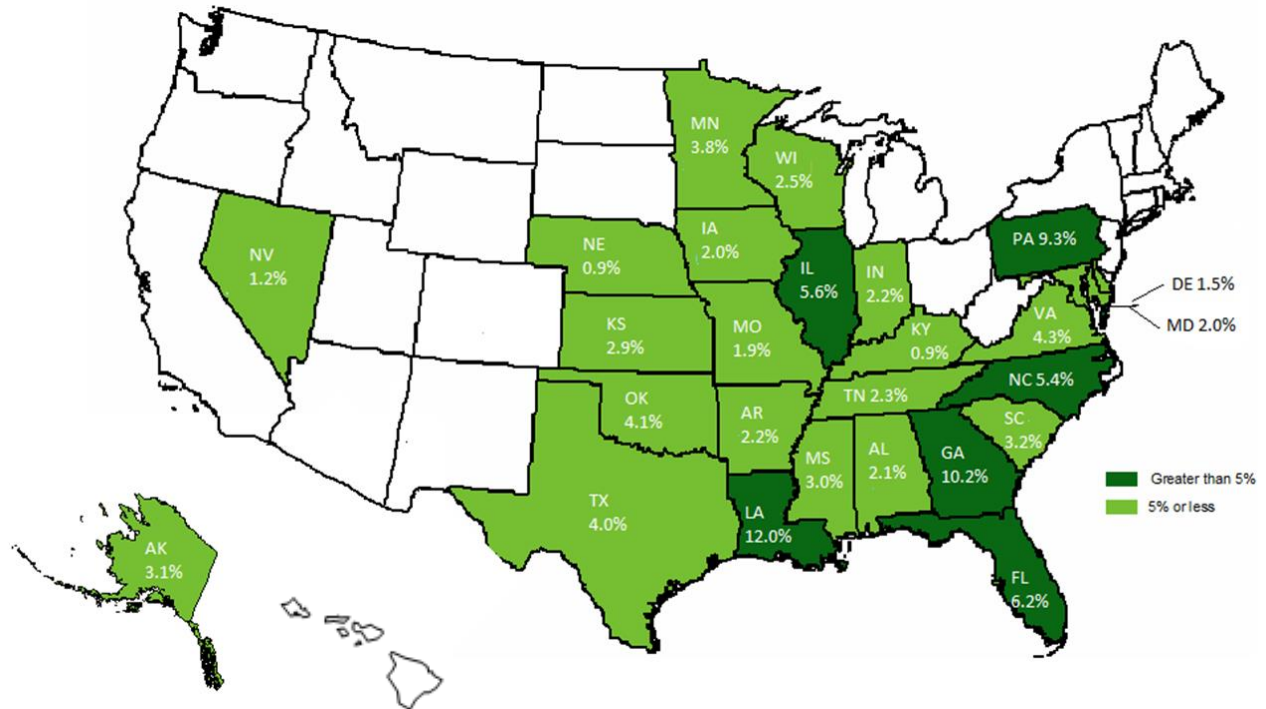 MN
3.8%
WI
2.5%
IA
2.0%
NE
0.9%
NV
1.2%
PA 9.3%
IL
5.6%
IN
2.2%
DE 1.5%
MD 2.0%
VA
4.3%
KS
2.9%
MO
1.9%
KY
0.9%
NC 5.4%
TN 2.3%
OK
4.1%
AR
2.2%
SC
3.2%
MS
3.0%
AL
2.1%
GA
10.2%
TX
4.0%
LA
12.0%
Greater than 5%
5% or less
AK
3.1%
FL
6.2%